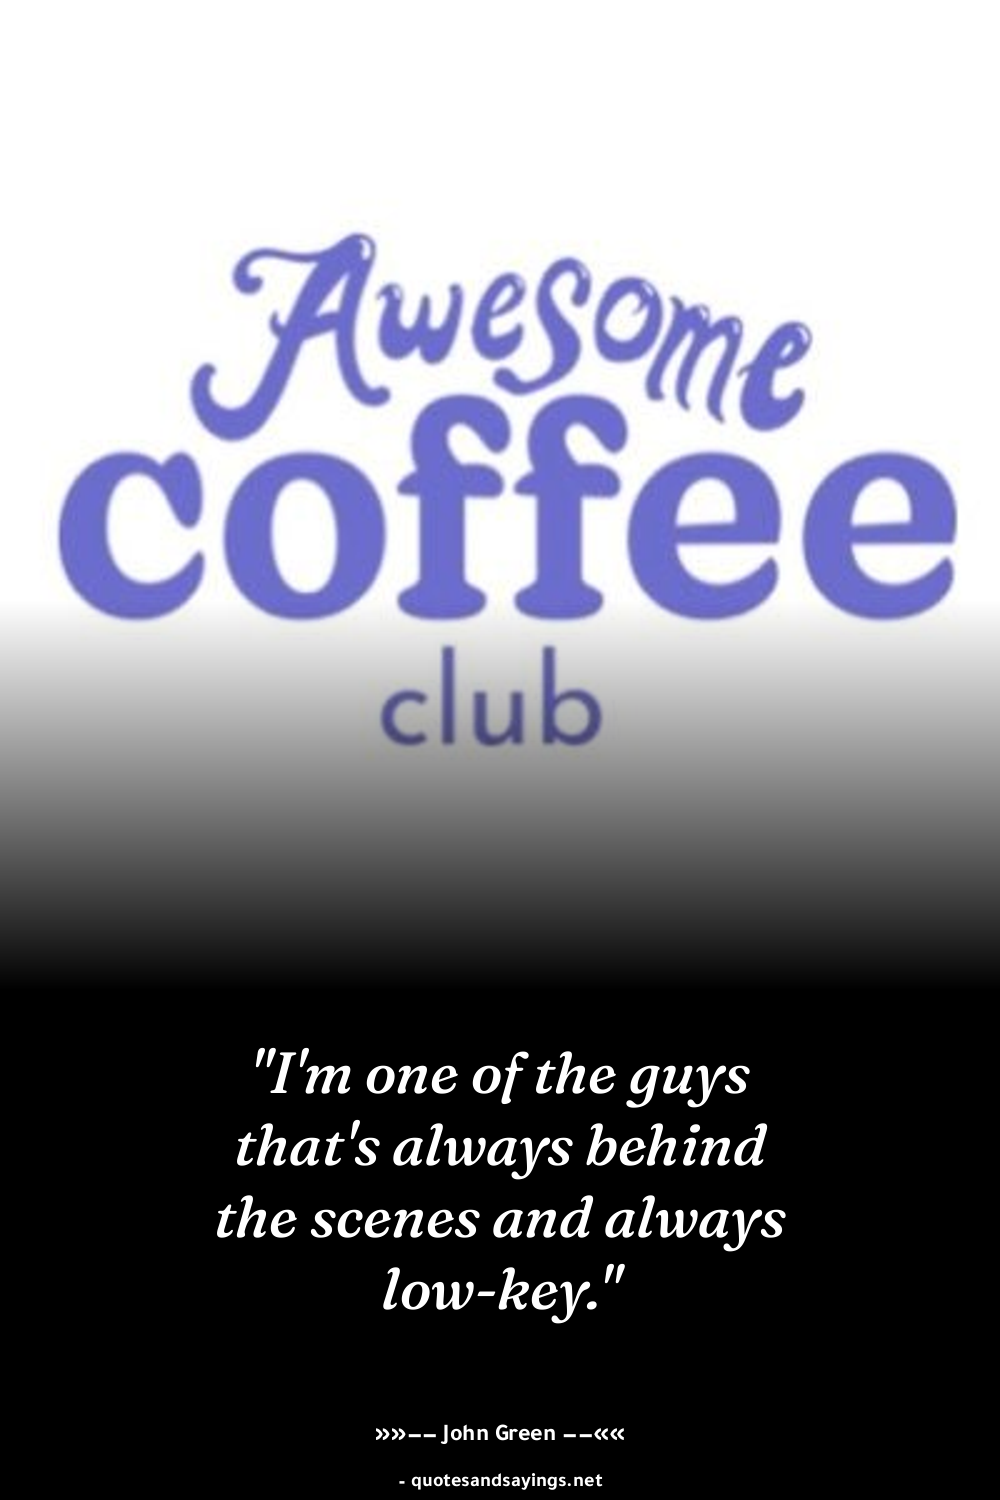 Awesome
coffee
club
"I'm one of the guys
that's always behind
the scenes and always
low-key."
»»−− John Green −−««
- quotesandsayings.net